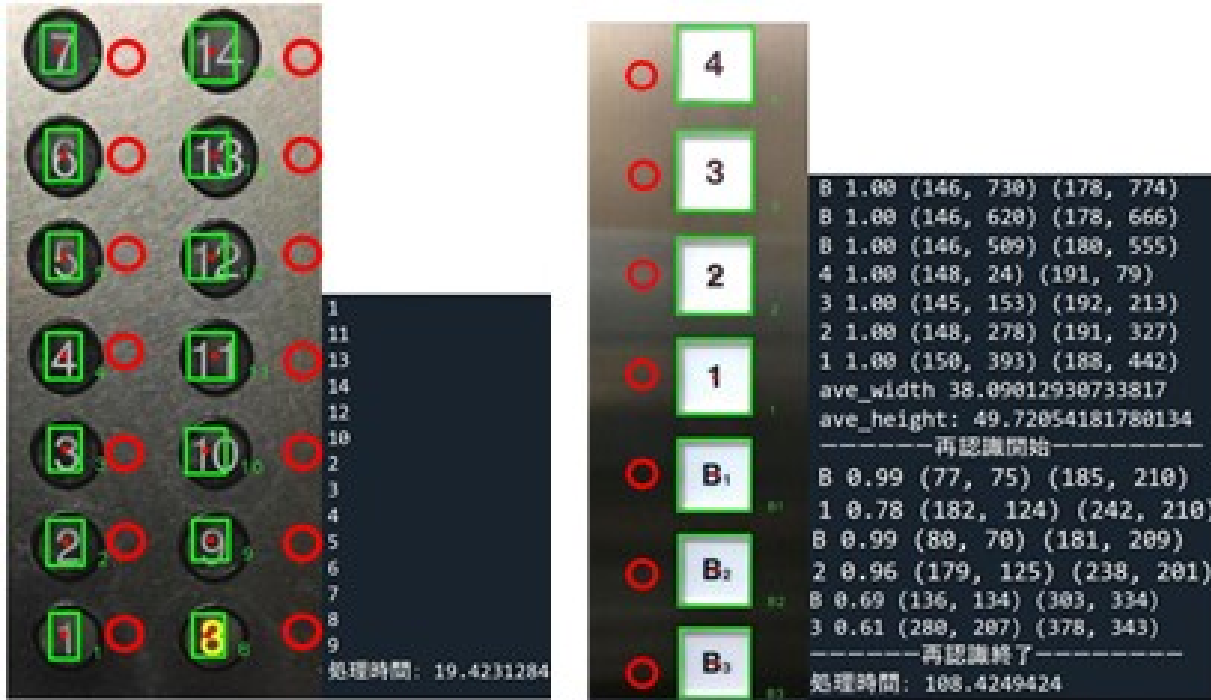 7 14
6 13
5 12
4 11
3 10
2 9
1 8
1
11
13
14
12
10
2
3
4
5
6
7
8
9
処理時間: 19.4231284
4
3
2
1
B1
B2
B3
B 1.00 (146, 730) (178, 774)
B 1.00 (146, 620) (178, 666)
B 1.00 (146, 509) (180, 555)
4 1.00 (148, 24) (191, 79)
3 1.00 (145, 153) (192, 213)
2 1.00 (148, 278) (191, 327)
1 1.00 (150, 393) (188, 442)
ave_width 38.09012930733817
ave_height: 49.72054181780134
------再認識開始--------
B 0.99 (77, 75) (185, 210)
1 0.78 (182, 124) (242, 210)
B 0.99 (80, 70) (181, 209)
2 0.96 (179, 125) (238, 201)
B 0.69 (136, 134) (303, 334)
3 0.61 (280, 207) (378, 343)
------再認識終了--------
処理時間: 108.4249424